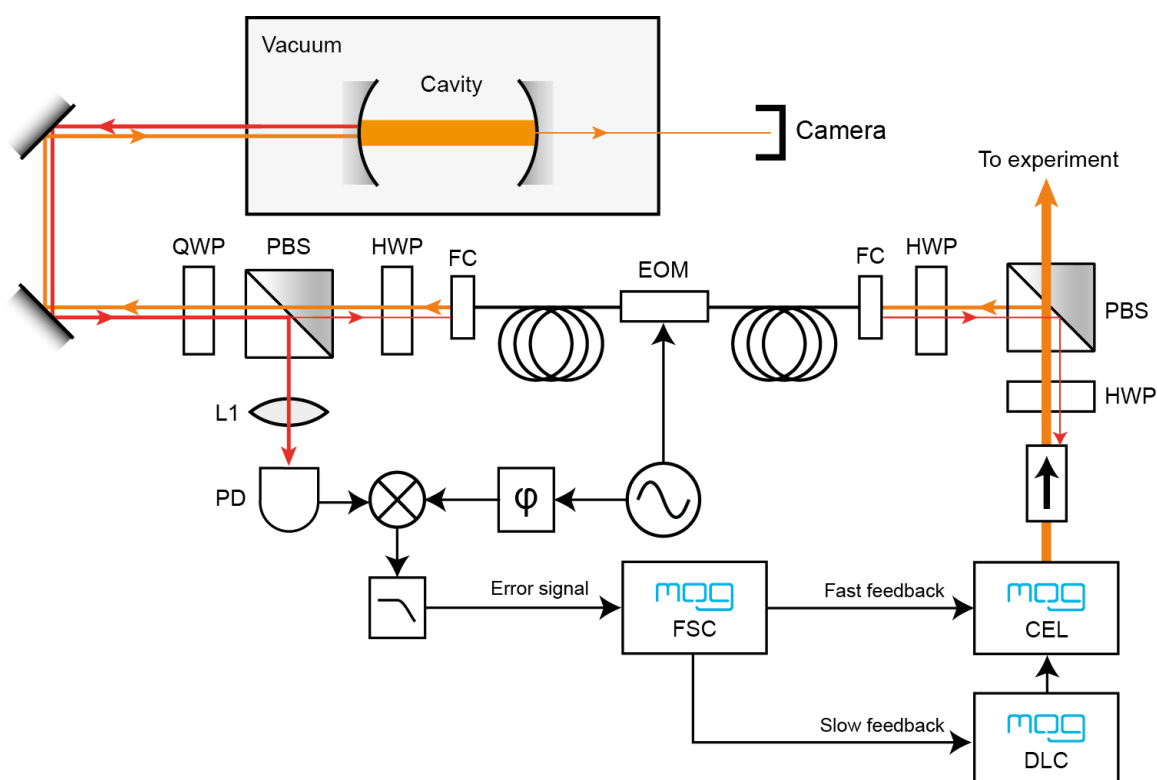 Vacuum
Cavity
Camera
To experiment
QWP
PBS
HWP
FC
EOM
FC
HWP
PBS
HWP
L1
PD
φ
Error signal
mog
FSC
Fast feedback
mog
CEL
Slow feedback
mog
DLC